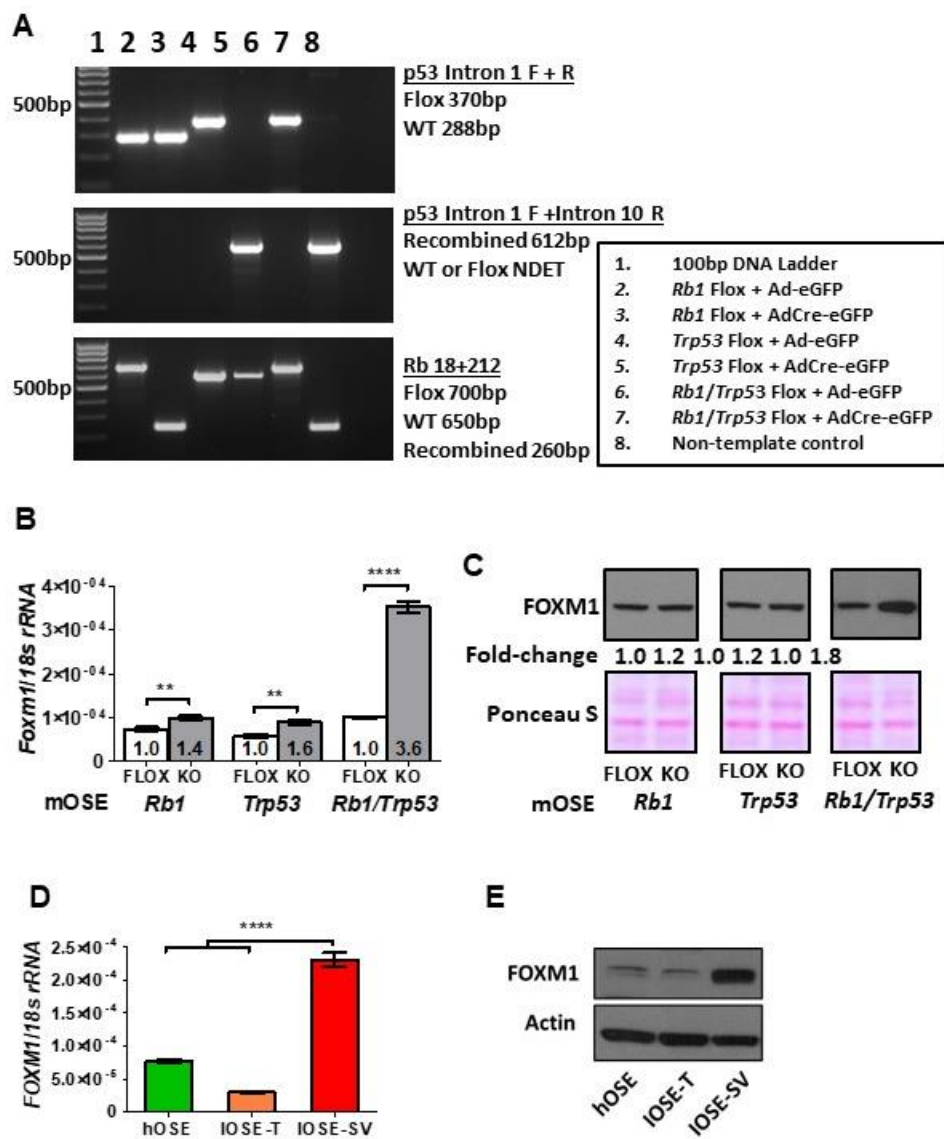 A
1 2 3 4 5 6 7 8
500bp
p53 Intron 1 F + R
Flox 370bp
WT 288bp
500bp
p53 Intron 1 F +Intron 10 R
Recombined 612bp
WT or Flox NDET
500bp
Rb 18+212
Flox 700bp
WT 650bp
Recombined 260bp
1. 100bp DNA Ladder
2. Rb1 Flox + Ad-eGFP
3. Rb1 Flox + AdCre-eGFP
4. Trp53 Flox + Ad-eGFP
5. Trp53 Flox + AdCre-eGFP
6. Rb1/Trp53 Flox + Ad-eGFP
7. Rb1/Trp53 Flox + AdCre-eGFP
8. Non-template control
B
Foxm1/18s rRNA
4×10⁻⁰⁴
3×10⁻⁰⁴
2×10⁻⁰⁴
1×10⁻⁰⁴
0
** ** ****
1.0 1.4 1.0 1.6 1.0 3.6
FLOX KO FLOX KO FLOX KO
mOSE Rb1 Trp53 Rb1/Trp53
C
FOXM1
Fold-change 1.0 1.2 1.0 1.2 1.0 1.8
Ponceau S
FLOX KO FLOX KO FLOX KO
mOSE Rb1 Trp53 Rb1/Trp53
D
FOXM1/18s rRNA
****
2.5×10⁻⁴
2.0×10⁻⁴
1.5×10⁻⁴
1.0×10⁻⁴
5.0×10⁻⁵
0
hOSE IOSE-T IOSE-SV
E
FOXM1
Actin
hOSE IOSE-T IOSE-SV